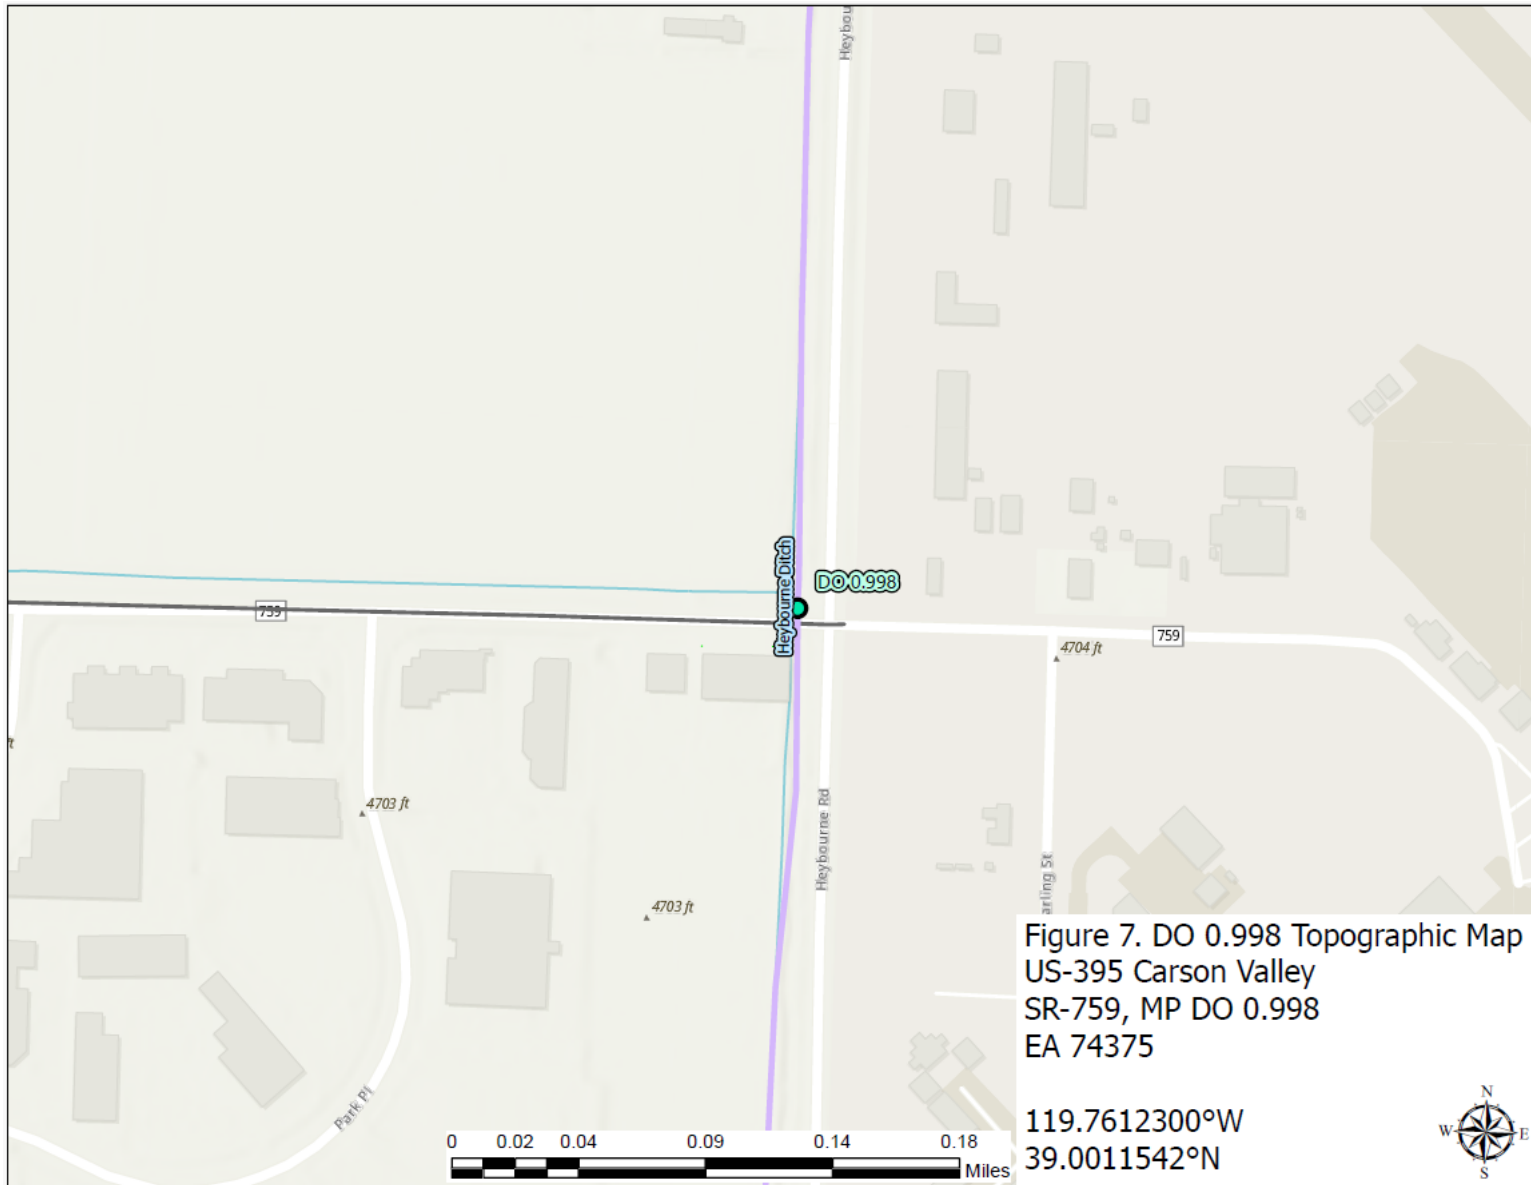 Heybou
Heybourne Ditch
DO 0.998
759
759
4704 ft
4703 ft
Heybourne Rd
4703 ft
arling St
Park Pl
Figure 7. DO 0.998 Topographic Map
US-395 Carson Valley
SR-759, MP DO 0.998
EA 74375
119.7612300°W
39.0011542°N
N
W E
S
0 0.02 0.04 0.09 0.14 0.18
Miles